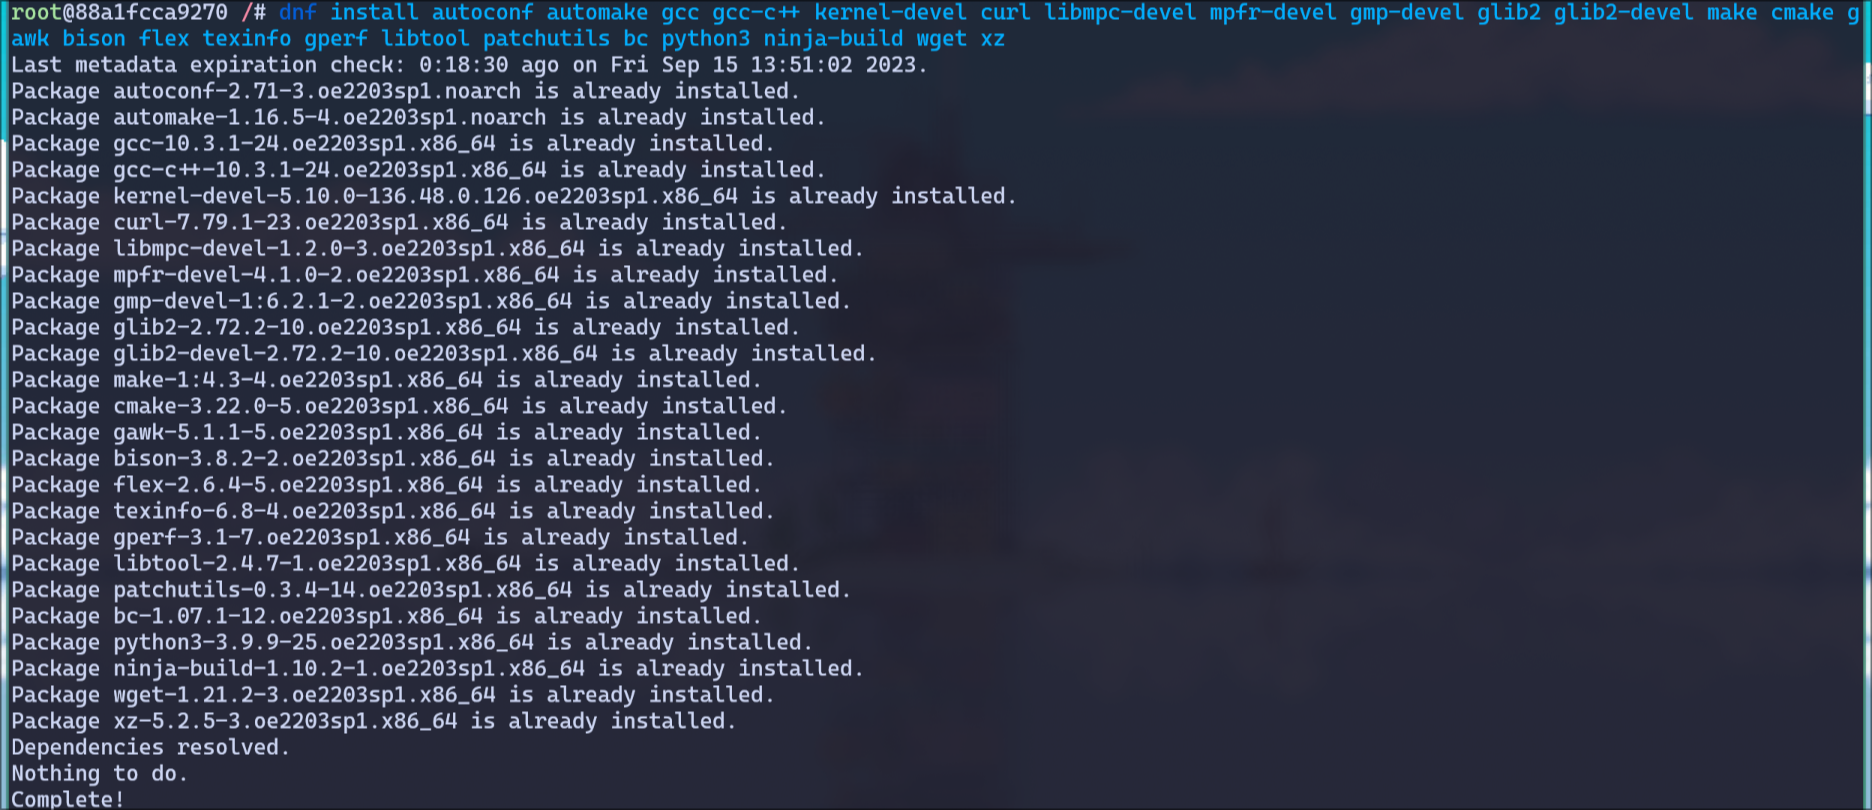 root@88a1fcca9270 /# dnf install autoconf automake gcc gcc-c++ kernel-devel curl libmpc-devel mpfr-devel gmp-devel glib2 glib2-devel make cmake g
awk bison flex texinfo gperf libtool patchutils bc python3 ninja-build wget xz
Last metadata expiration check: 0:18:30 ago on Fri Sep 15 13:51:02 2023.
Package autoconf-2.71-3.oe2203sp1.noarch is already installed.
Package automake-1.16.5-4.oe2203sp1.noarch is already installed.
Package gcc-10.3.1-24.oe2203sp1.x86_64 is already installed.
Package gcc-c++-10.3.1-24.oe2203sp1.x86_64 is already installed.
Package kernel-devel-5.10.0-136.48.0.126.oe2203sp1.x86_64 is already installed.
Package curl-7.79.1-23.oe2203sp1.x86_64 is already installed.
Package libmpc-devel-1.2.0-3.oe2203sp1.x86_64 is already installed.
Package mpfr-devel-4.1.0-2.oe2203sp1.x86_64 is already installed.
Package gmp-devel-1:6.2.1-2.oe2203sp1.x86_64 is already installed.
Package glib2-2.72.2-10.oe2203sp1.x86_64 is already installed.
Package glib2-devel-2.72.2-10.oe2203sp1.x86_64 is already installed.
Package make-1:4.3-4.oe2203sp1.x86_64 is already installed.
Package cmake-3.22.0-5.oe2203sp1.x86_64 is already installed.
Package gawk-5.1.1-5.oe2203sp1.x86_64 is already installed.
Package bison-3.8.2-2.oe2203sp1.x86_64 is already installed.
Package flex-2.6.4-5.oe2203sp1.x86_64 is already installed.
Package texinfo-6.8-4.oe2203sp1.x86_64 is already installed.
Package gperf-3.1-7.oe2203sp1.x86_64 is already installed.
Package libtool-2.4.7-1.oe2203sp1.x86_64 is already installed.
Package patchutils-0.3.4-14.oe2203sp1.x86_64 is already installed.
Package bc-1.07.1-12.oe2203sp1.x86_64 is already installed.
Package python3-3.9.9-25.oe2203sp1.x86_64 is already installed.
Package ninja-build-1.10.2-1.oe2203sp1.x86_64 is already installed.
Package wget-1.21.2-3.oe2203sp1.x86_64 is already installed.
Package xz-5.2.5-3.oe2203sp1.x86_64 is already installed.
Dependencies resolved.
Nothing to do.
Complete!